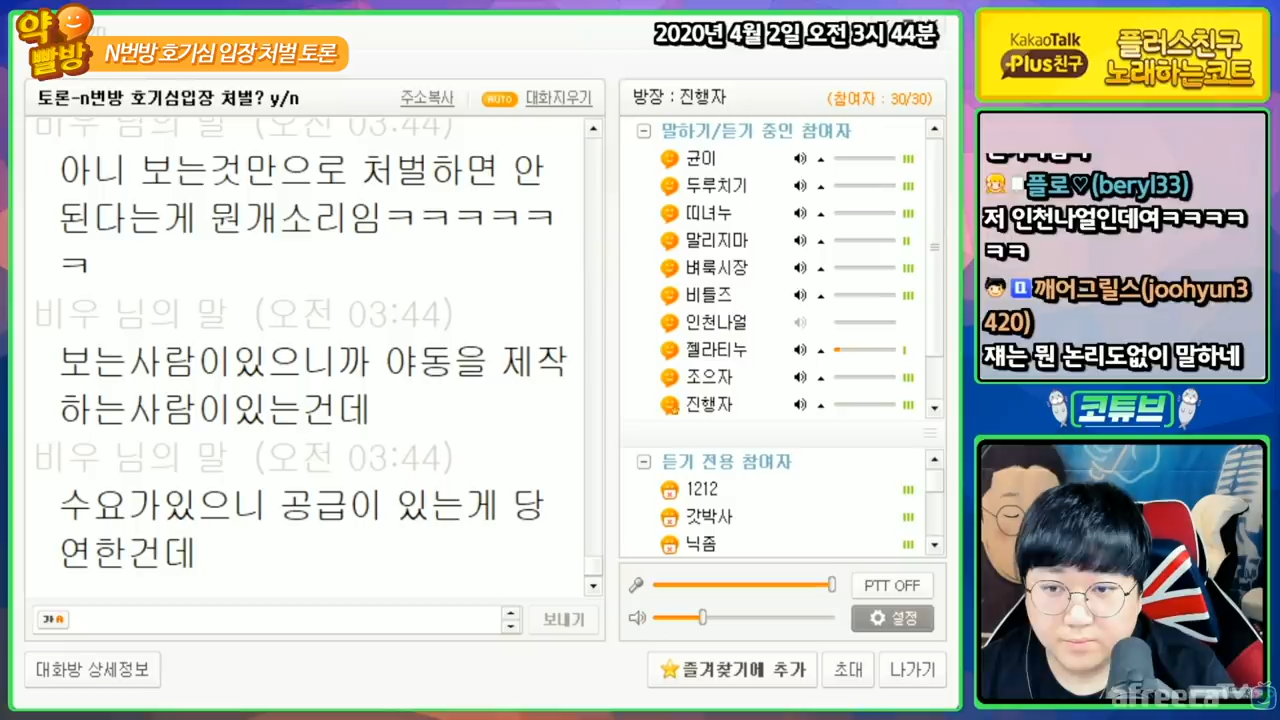 약빨방
N번방 호기심 입장 처벌 토론
2020년 4월 2일 오전 3시 44분
토론-n번방 호기심입장 처벌? y/n
주소복사
AUTO
대화지우기
비우 님의 말 (오전 03:44)
아니 보는것만으로 처벌하면 안
된다는게 뭔개소리임ㅋㅋㅋㅋㅋ
ㅋ
비우 님의 말 (오전 03:44)
보는사람이있으니까 야동을 제작
하는사람이있는건데
비우 님의 말 (오전 03:44)
수요가있으니 공급이 있는게 당
연한건데
가A
보내기
대화방 상세정보
방장 : 진행자
(참여자 : 30/30)
말하기/듣기 중인 참여자
균이
두루치기
띠녀누
말리지마
벼룩시장
비틀즈
인천나얼
젤라티누
조으자
진행자
듣기 전용 참여자
1212
갓박사
닉좀
PTT OFF
설정
즐겨찾기에 추가
초대
나가기
KakaoTalk
Plus친구
플러스친구
노래하는코트
플로♡(beryl33)
저 인천나얼인데여ㅋㅋㅋㅋ
ㅋㅋ
깨어그릴스(joohyun3
420)
쟤는 뭔 논리도없이 말하네
코튜브
afreecaTV